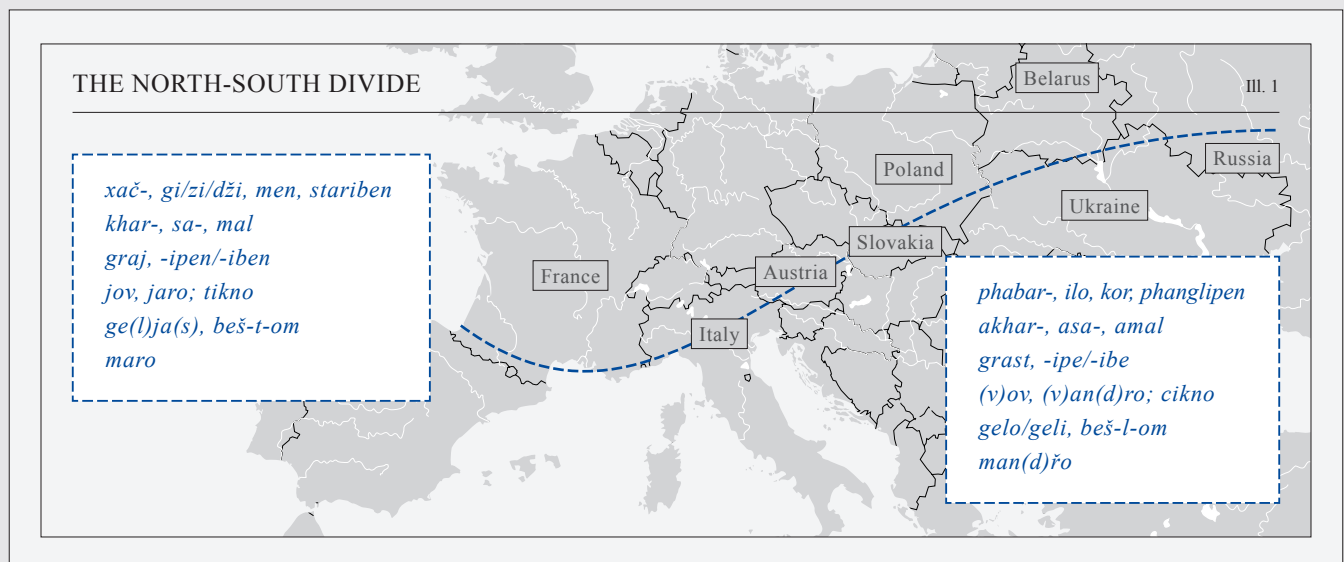 THE NORTH-SOUTH DIVIDE
Ill. 1
Belarus
Russia
Poland
Ukraine
Slovakia
Austria
France
Italy
xač-, gi/zi/dži, men, stariben
khar-, sa-, mal
graj, -ipen/-iben
jov, jaro; tikno
ge(l)ja(s), beš-t-om
maro
phabar-, ilo, kor, phanglipen
akhar-, asa-, amal
grast, -ipe/-ibe
(v)ov, (v)an(d)ro; cikno
gelo/geli, beš-l-om
man(d)řo